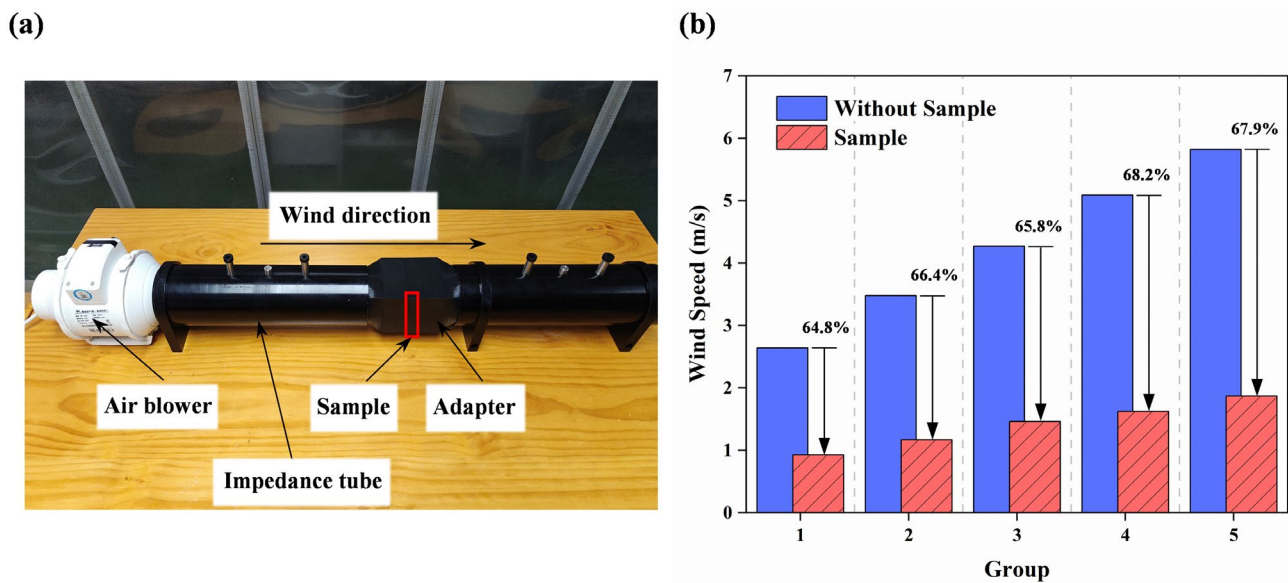 (a)
Wind direction
Air blower
Sample
Adapter
Impedance tube
(b)
Wind Speed (m/s)
7
6
5
4
3
2
1
0
Without Sample
Sample
64.8%
66.4%
65.8%
68.2%
67.9%
1
2
3
4
5
Group